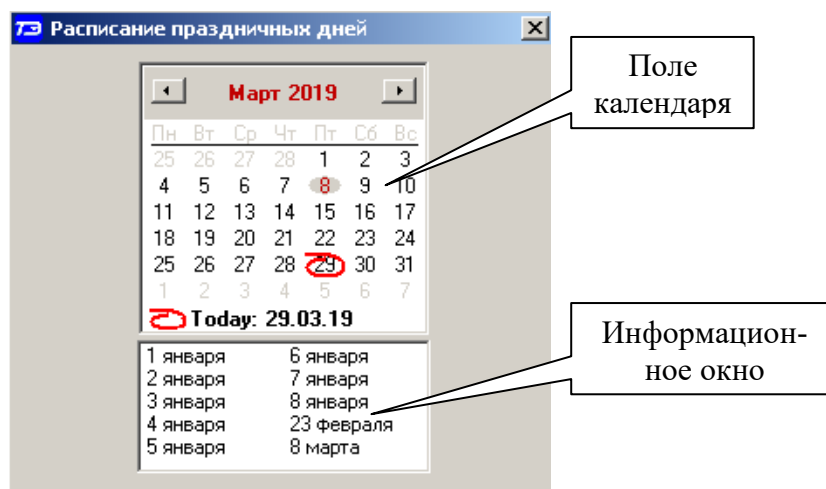 ТЭ Расписание праздничных дней
Поле
календаря
Март 2019
Пн Вт Ср Чт Пт Сб Вс
25 26 27 28 1 2 3
4 5 6 7 8 9 10
11 12 13 14 15 16 17
18 19 20 21 22 23 24
25 26 27 28 29 30 31
1 2 3 4 5 6 7
Today: 29.03.19
Информацион-
ное окно
1 января 6 января
2 января 7 января
3 января 8 января
4 января 23 февраля
5 января 8 марта